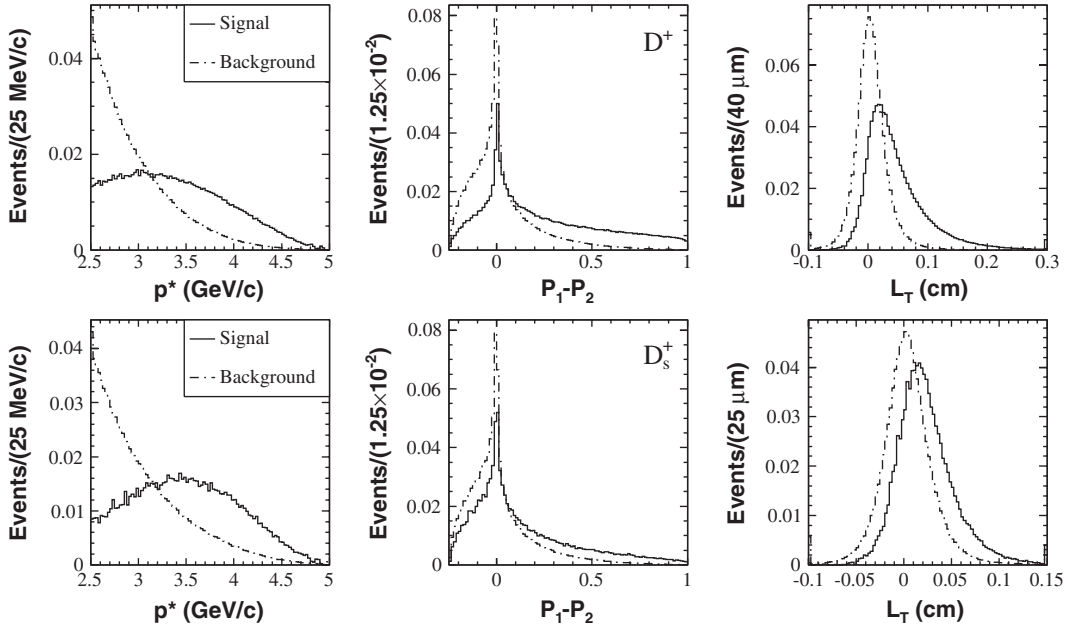 Events/(25 MeV/c)
0.04
0.02
0
Signal
Background
2.5 3 3.5 4 4.5 5
p* (GeV/c)
Events/(1.25×10-2)
0.08
0.06
0.04
0.02
0
D+
0 0.5 1
P1-P2
Events/(40 μm)
0.06
0.04
0.02
0
-0.1 0 0.1 0.2 0.3
LT (cm)
Events/(25 MeV/c)
0.04
0.03
0.02
0.01
0
Signal
Background
2.5 3 3.5 4 4.5 5
p* (GeV/c)
Events/(1.25×10-2)
0.08
0.06
0.04
0.02
0
Ds+
0 0.5 1
P1-P2
Events/(25 μm)
0.04
0.03
0.02
0.01
0
-0.1 -0.05 0 0.05 0.1 0.15
LT (cm)